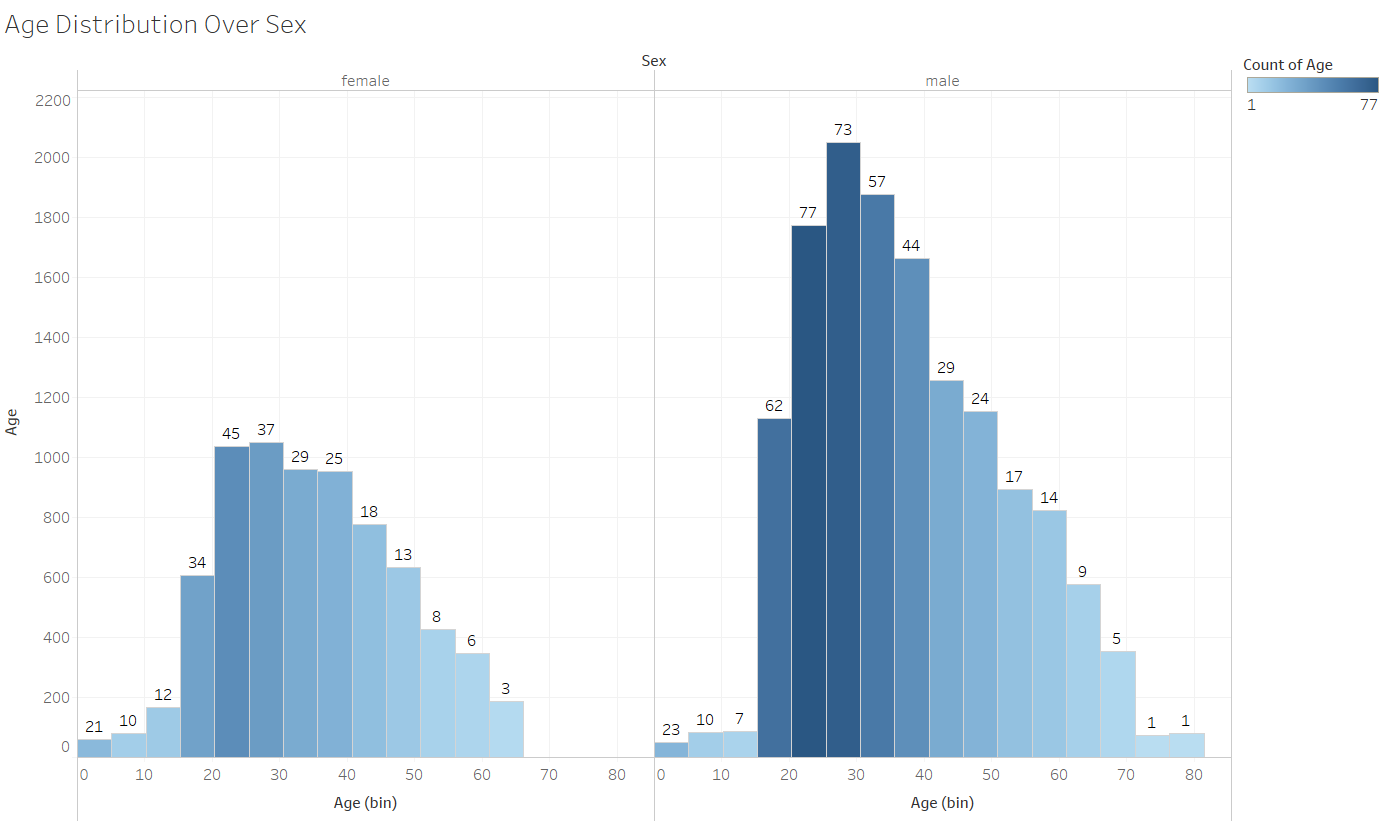 Age Distribution Over Sex
Sex
Count of Age
female
male
1 77
2200
2000
1800
1600
1400
1200
1000
800
600
400
200
0
Age
21 10 12 34 45 37 29 25 18 13 8 6 3
23 10 7 62 77 73 57 44 29 24 17 14 9 5 1 1
0 10 20 30 40 50 60 70 80
0 10 20 30 40 50 60 70 80
Age (bin)
Age (bin)